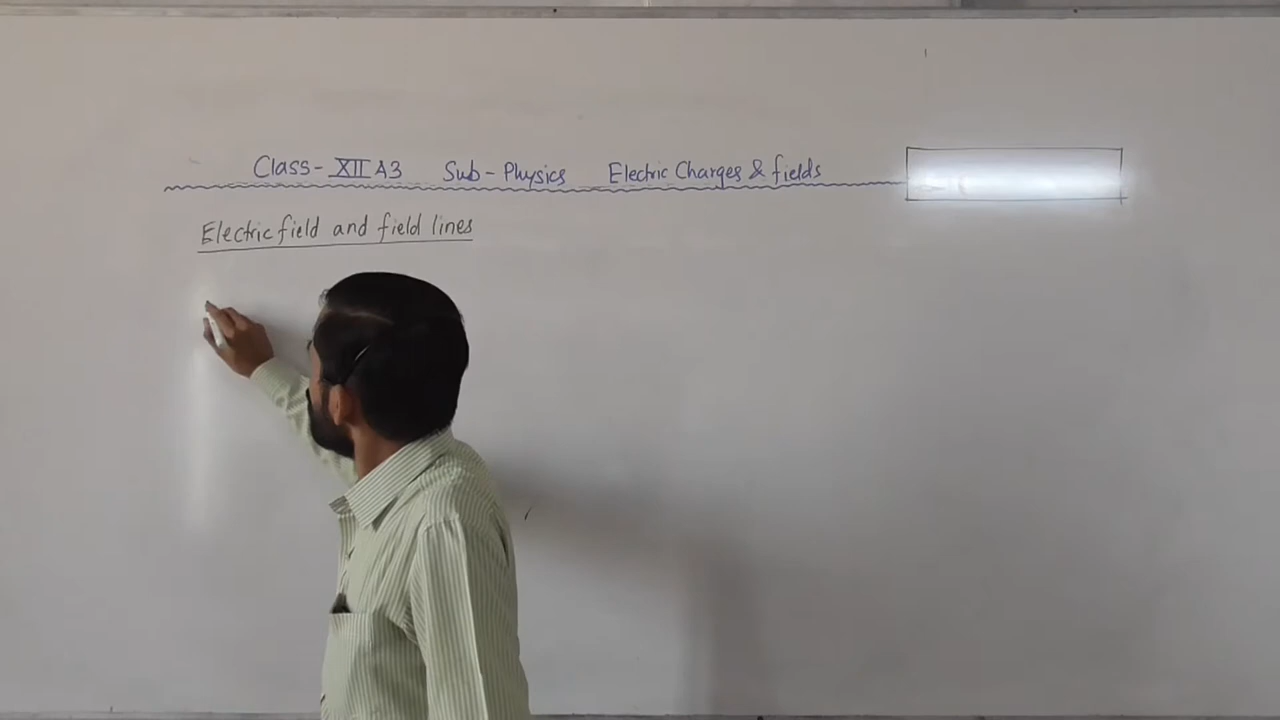 Class - XII A3 Sub - Physics Electric Charges & fields
Electric field and field lines